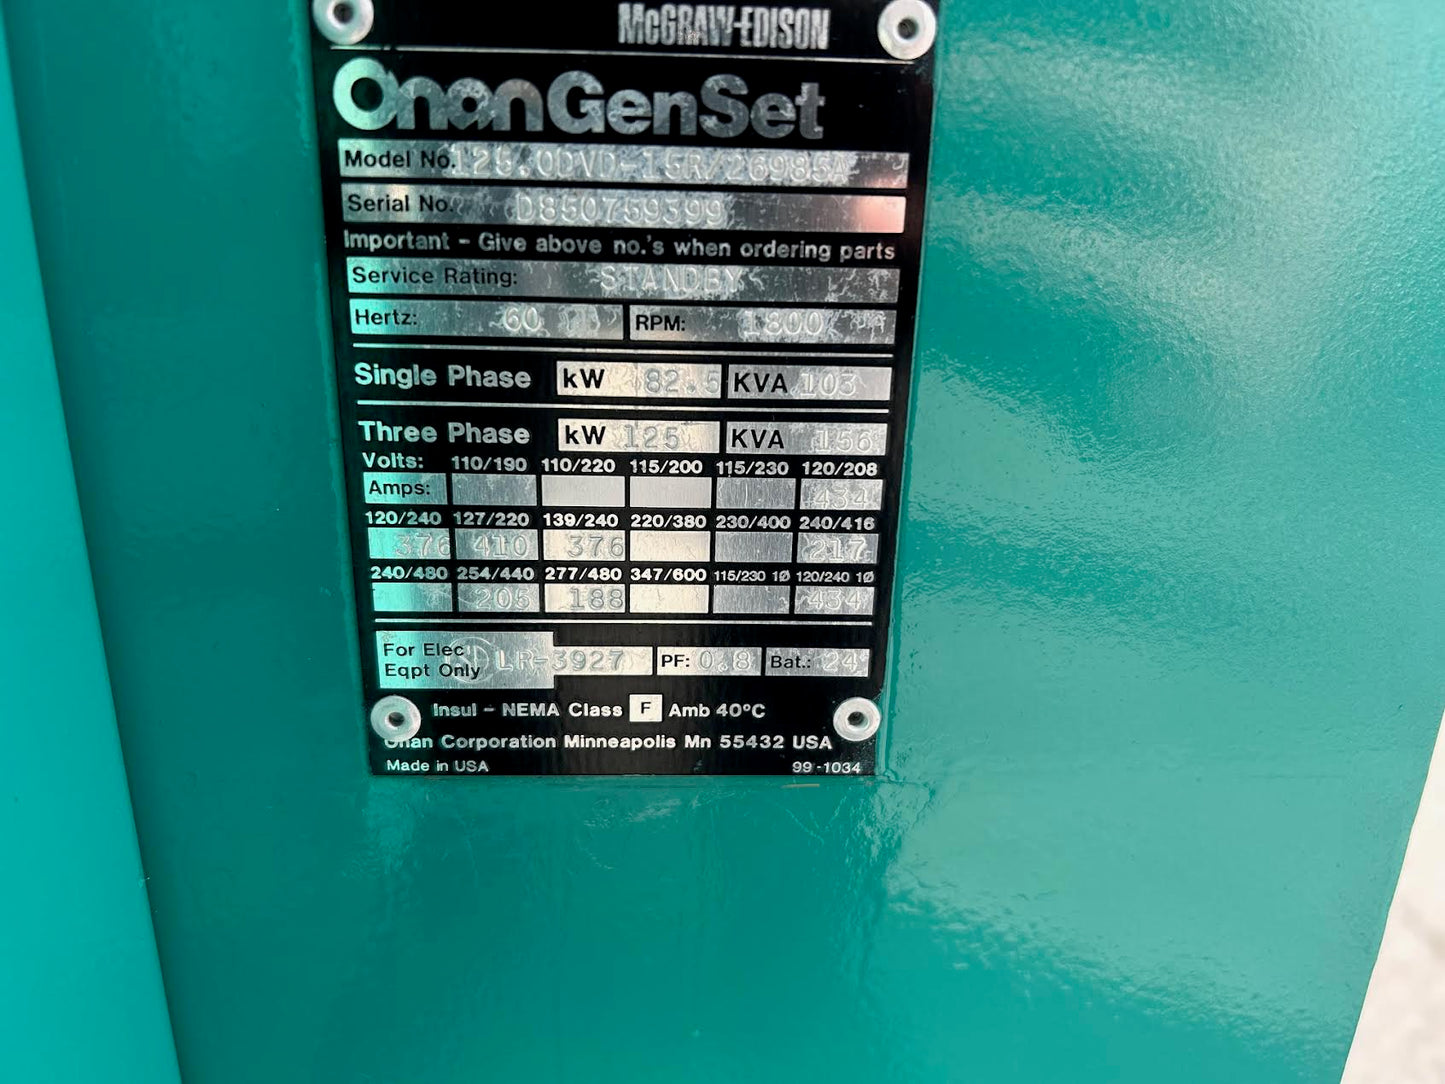 McGRAW-EDISON
Onan GenSet
Model No. 125.0DVD-15R/26985A
Serial No. D850759399
Important - Give above no.'s when ordering parts
Service Rating: STANDBY
Hertz: 60 RPM: 1800
Single Phase kW 82.5 KVA 103
Three Phase kW 125 KVA 156
Volts: 110/190 110/220 115/200 115/230 120/208
Amps: 434
120/240 127/220 139/240 220/380 230/400 240/416
376 410 376 217
240/480 254/440 277/480 347/600 115/230 1Ø 120/240 1Ø
205 188 434
For Elec
Eqpt Only LR-3927 PF: 0.8 Bat.: 24
Insul - NEMA Class F Amb 40°C
Onan Corporation Minneapolis Mn 55432 USA
Made in USA 99-1034